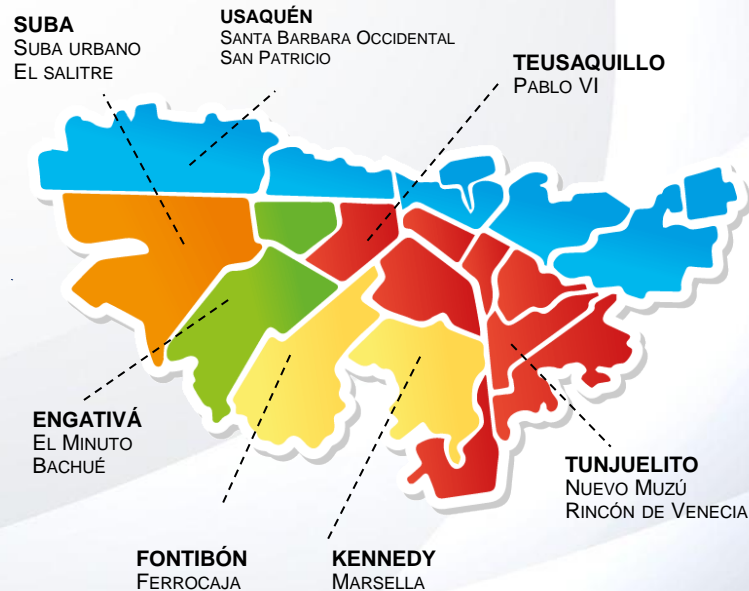 SUBA
SUBA URBANO
EL SALITRE
USAQUÉN
SANTA BARBARA OCCIDENTAL
SAN PATRICIO
TEUSAQUILLO
PABLO VI
ENGATIVÁ
EL MINUTO
BACHUÉ
TUNJUELITO
NUEVO MUZÚ
RINCÓN DE VENECIA
FONTIBÓN
FERROCAJA
KENNEDY
MARSELLA